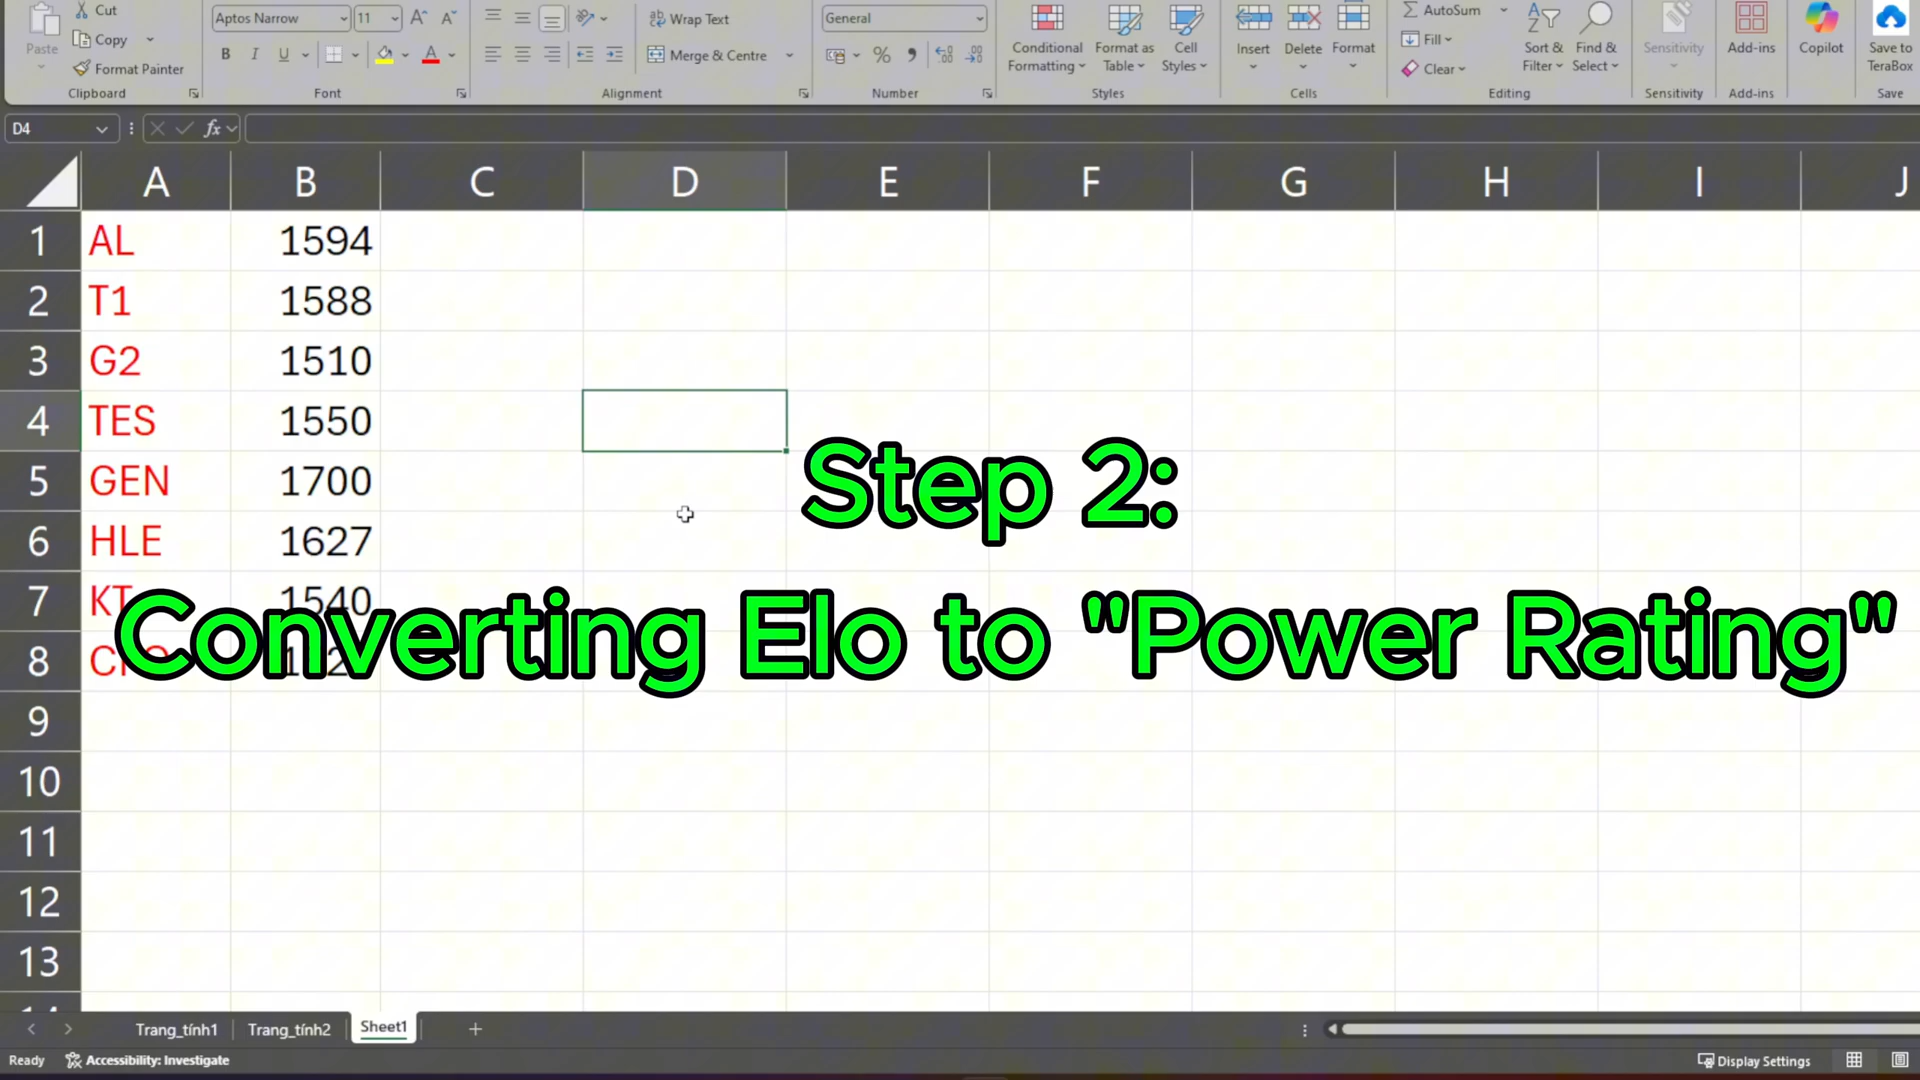 Cut
Aptos Narrow
11
Wrap Text
General
AutoSum
Paste
Copy
B I U
Merge & Centre
Conditional Formatting
Format as Table
Cell Styles
Insert
Delete
Format
Fill
Sort & Filter
Find & Select
Sensitivity
Add-ins
Copilot
Save to TeraBox
Format Painter
Clear
Clipboard
Font
Alignment
Number
Styles
Cells
Editing
Sensitivity
Add-ins
Save
D4
fx
A B C D E F G H I J
1 AL 1594
2 T1 1588
3 G2 1510
4 TES 1550
5 GEN 1700
6 HLE 1627
7 KT 1540
8
9
10
11
12
13
Step 2:
Converting Elo to "Power Rating"
Trang_tính1 Trang_tính2 Sheet1
Ready
Accessibility: Investigate
Display Settings